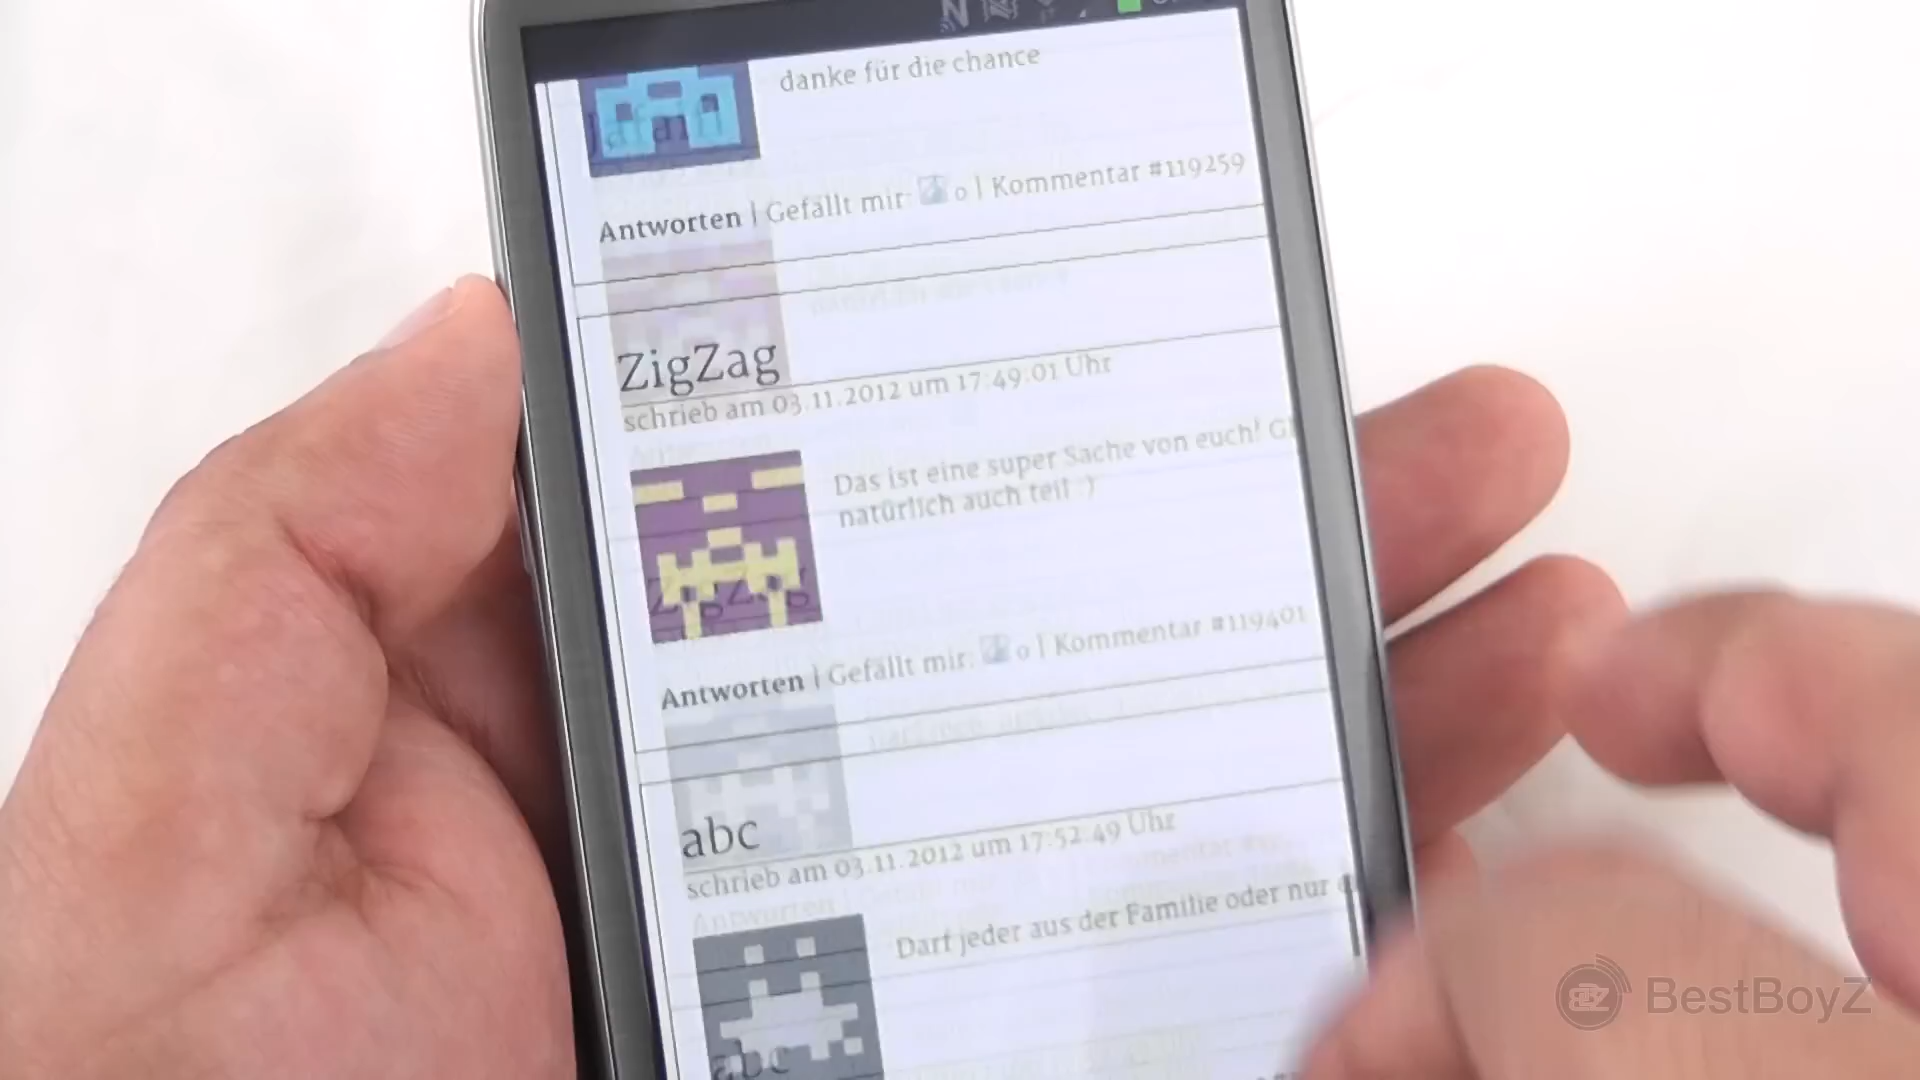 danke für die chance
Antworten | Gefällt mir: 0 | Kommentar #119259
ZigZag
schrieb am 03.11.2012 um 17:49:01 Uhr
Das ist eine super Sache von euch!
natürlich auch teil :)
ZigZag
Antworten | Gefällt mir: 0 | Kommentar #119401
abc
schrieb am 03.11.2012 um 17:52:49 Uhr
Darf jeder aus der Familie oder nur
abc
BestBoyZ